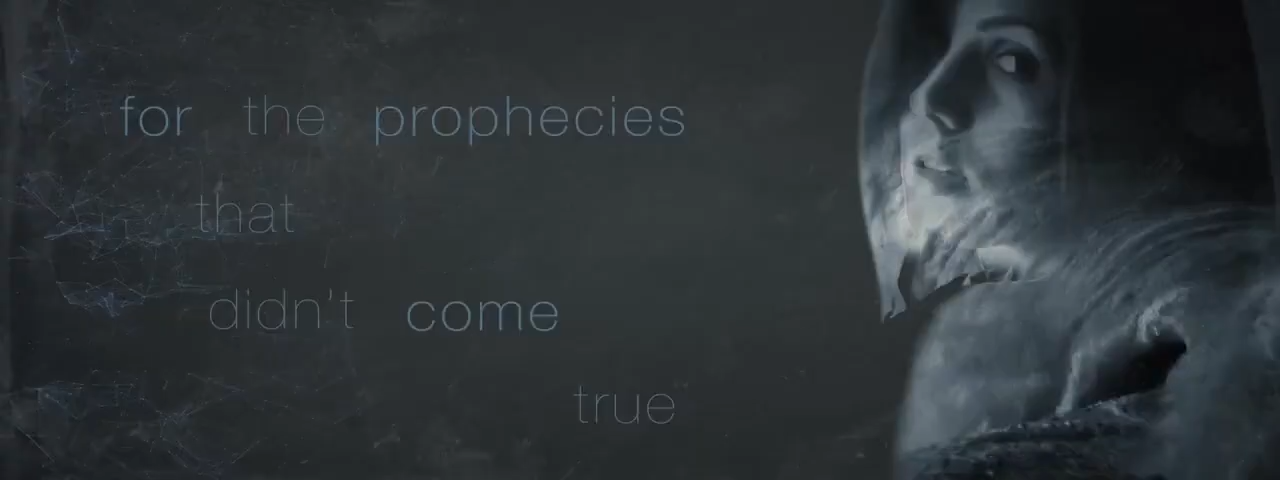 for the prophecies
that
didn't come
true